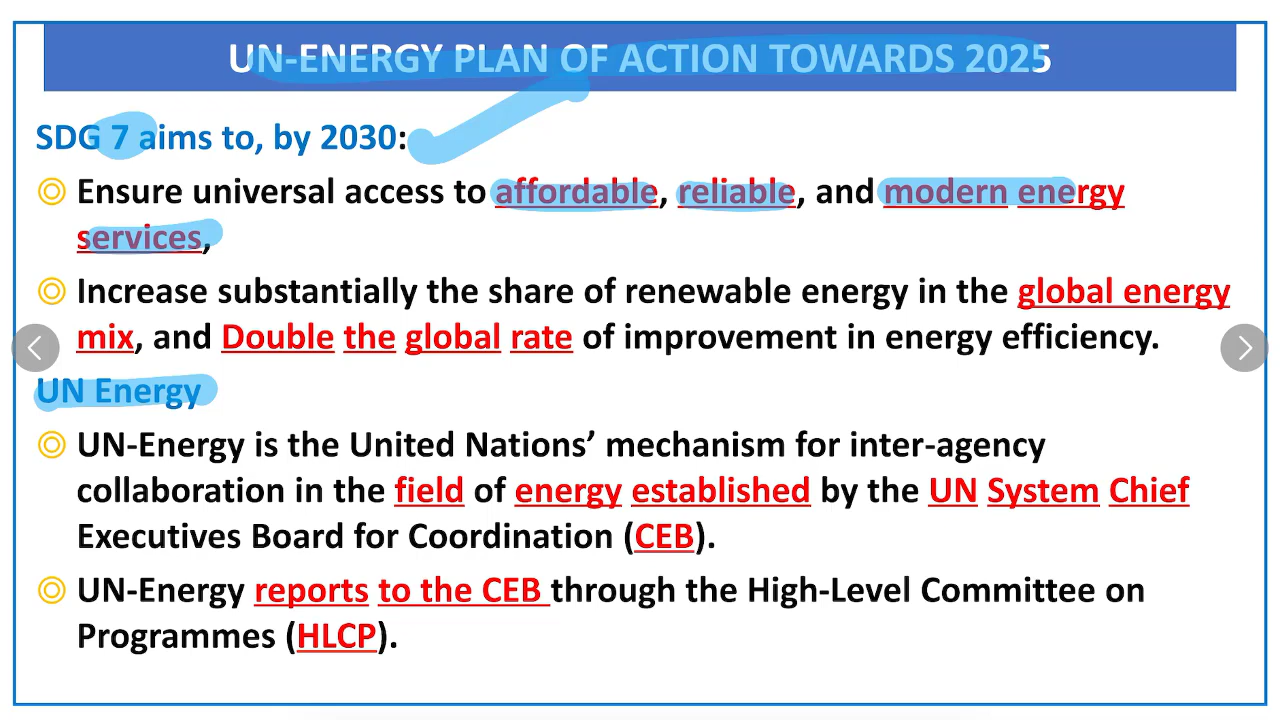 UN-ENERGY PLAN OF ACTION TOWARDS 2025
SDG 7 aims to, by 2030:
Ensure universal access to affordable, reliable, and modern energy
services,
Increase substantially the share of renewable energy in the global energy
mix, and Double the global rate of improvement in energy efficiency.
UN Energy
UN-Energy is the United Nations’ mechanism for inter-agency
collaboration in the field of energy established by the UN System Chief
Executives Board for Coordination (CEB).
UN-Energy reports to the CEB through the High-Level Committee on
Programmes (HLCP).